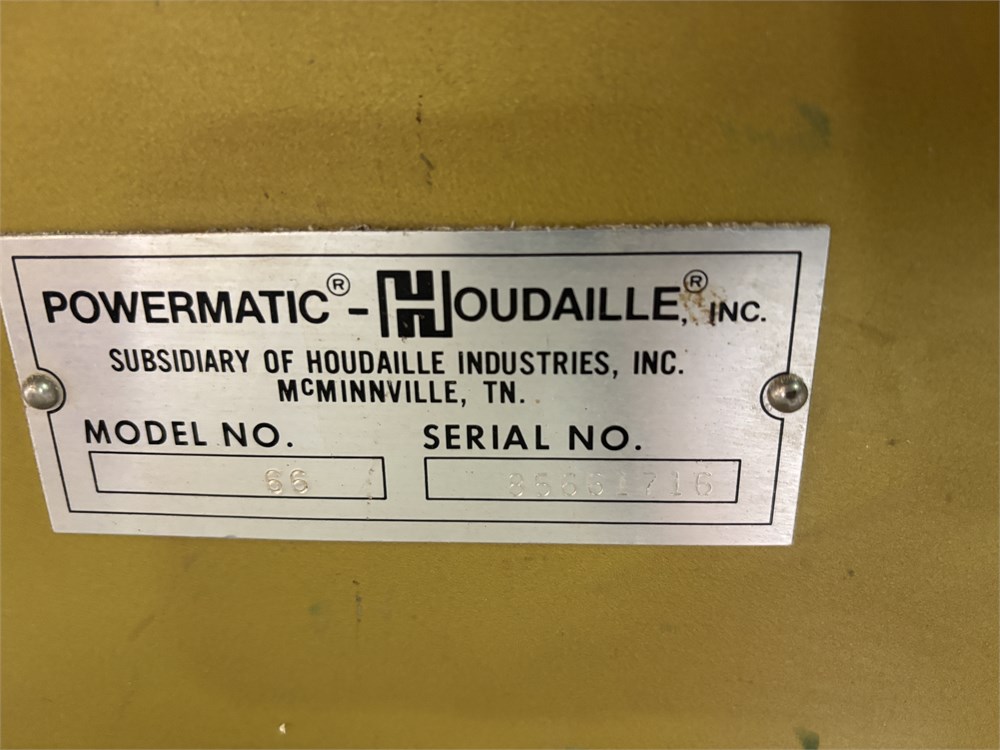 POWERMATIC® - HOUDAILLE,® INC.
SUBSIDIARY OF HOUDAILLE INDUSTRIES, INC.
McMINNVILLE, TN.
MODEL NO. SERIAL NO.
66